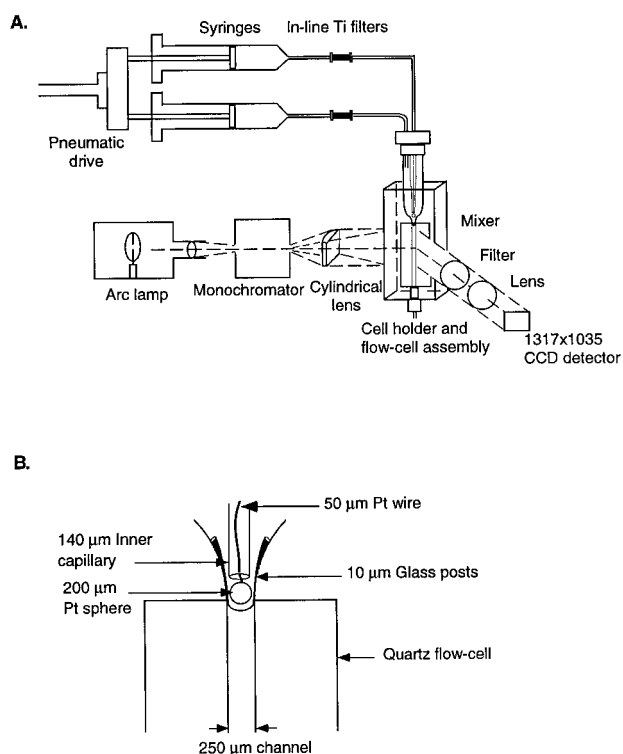 A.
Syringes
In-line Ti filters
Pneumatic
drive
Mixer
Filter
Lens
Arc lamp
Monochromator
Cylindrical
lens
Cell holder and
flow-cell assembly
1317x1035
CCD detector
B.
50 µm Pt wire
140 µm Inner
capillary
10 µm Glass posts
200 µm
Pt sphere
Quartz flow-cell
250 µm channel